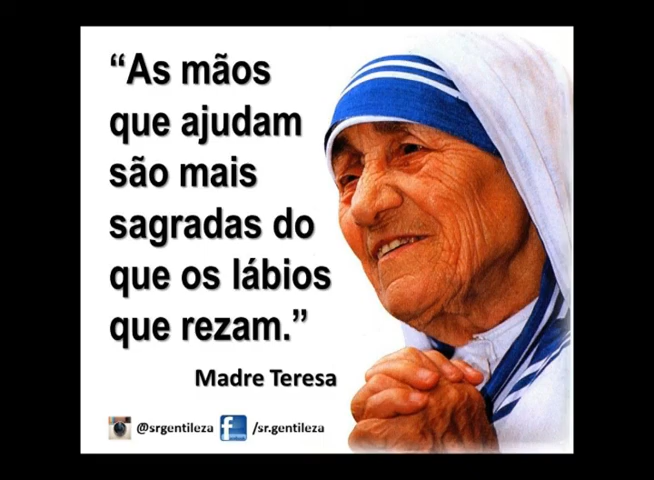 “As mãos
que ajudam
são mais
sagradas do
que os lábios
que rezam.”
Madre Teresa
@srgentileza /sr.gentileza